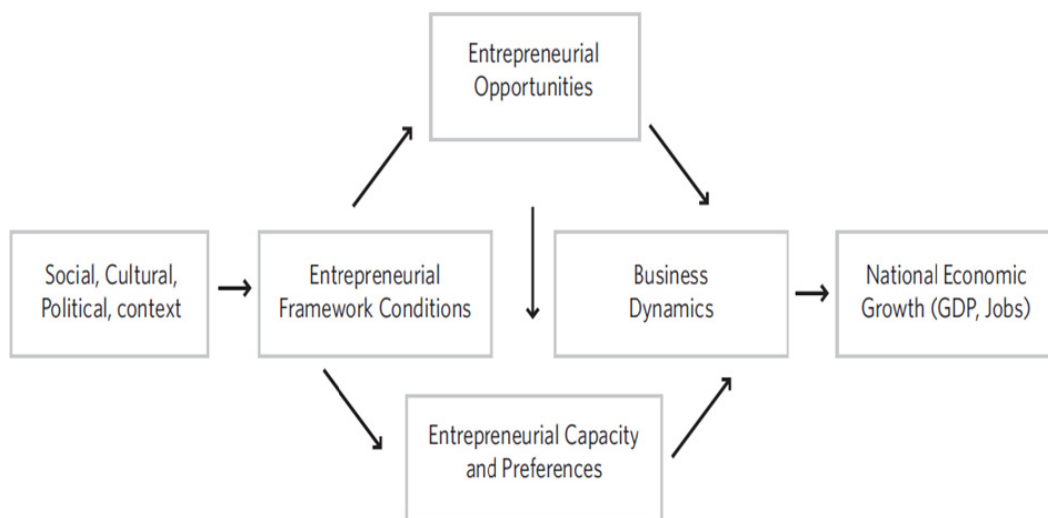 Entrepreneurial
Opportunities
Social, Cultural,
Political, context
Entrepreneurial
Framework Conditions
Business
Dynamics
National Economic
Growth (GDP, Jobs)
Entrepreneurial Capacity
and Preferences